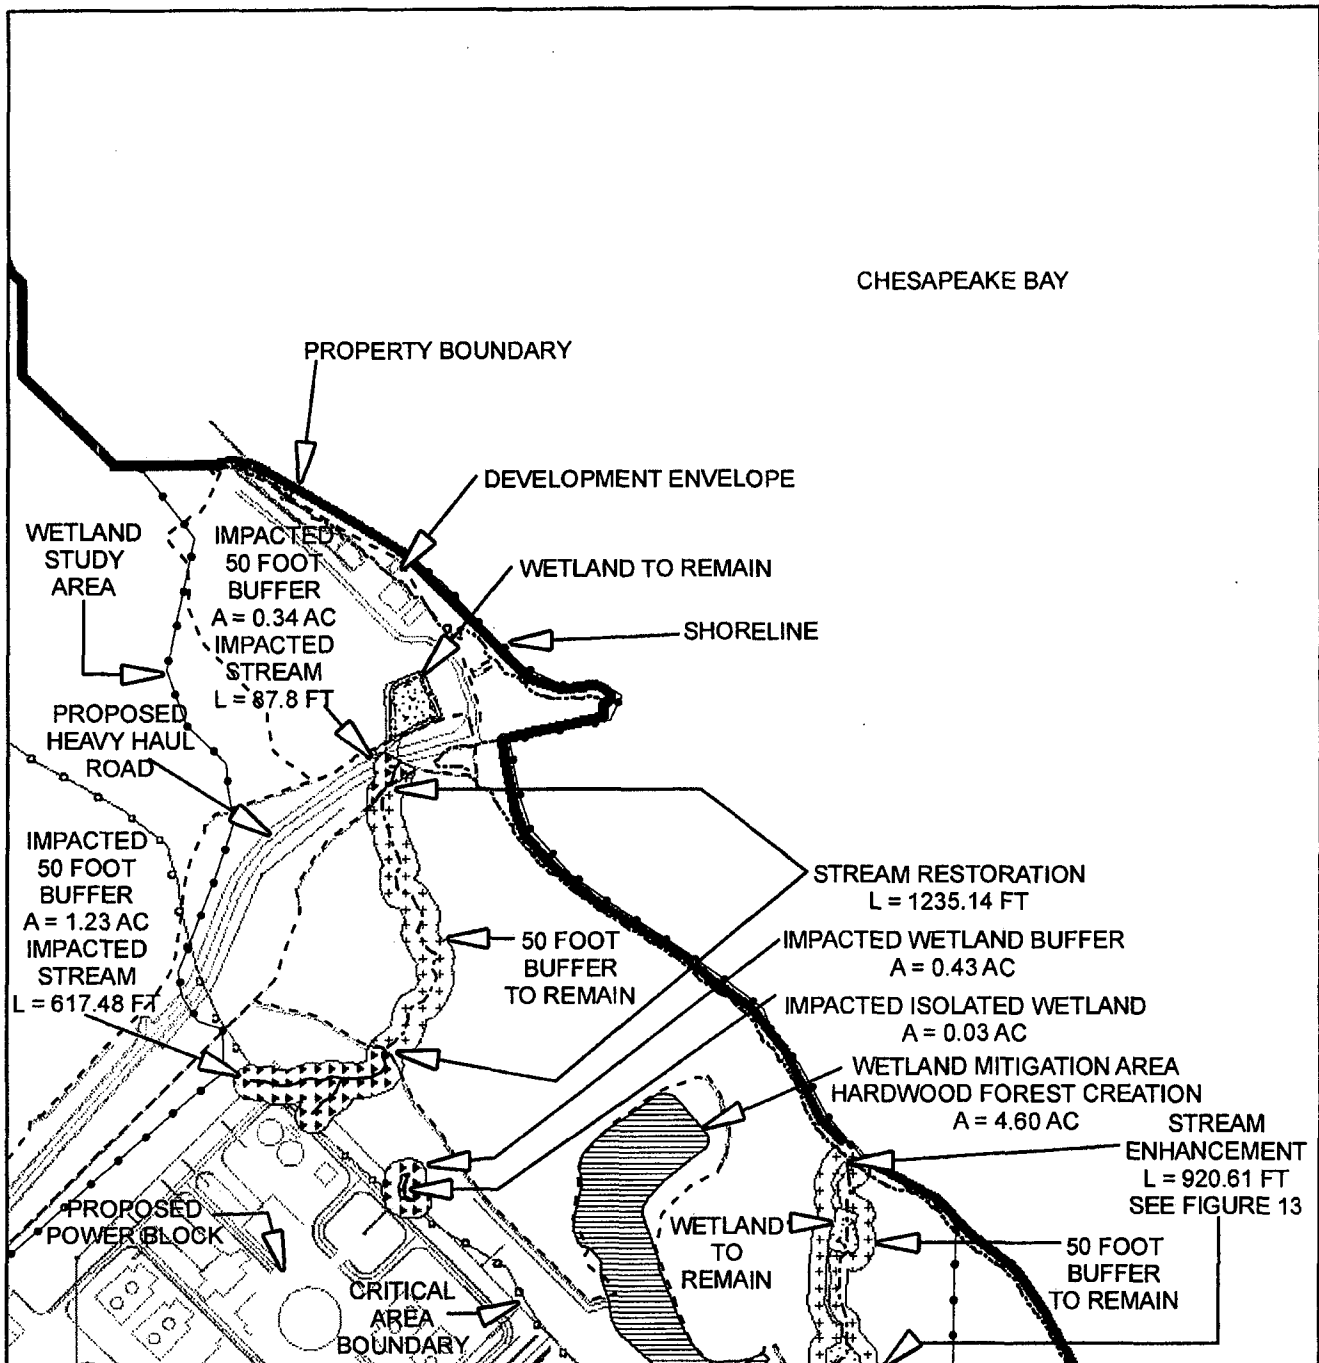 CHESAPEAKE BAY
PROPERTY BOUNDARY
DEVELOPMENT ENVELOPE
WETLAND
STUDY
AREA
IMPACTED
50 FOOT
BUFFER
A = 0.34 AC
IMPACTED
STREAM
L = 87.8 FT
WETLAND TO REMAIN
SHORELINE
PROPOSED
HEAVY HAUL
ROAD
IMPACTED
50 FOOT
BUFFER
A = 1.23 AC
IMPACTED
STREAM
L = 617.48 FT
STREAM RESTORATION
L = 1235.14 FT
50 FOOT
BUFFER
TO REMAIN
IMPACTED WETLAND BUFFER
A = 0.43 AC
IMPACTED ISOLATED WETLAND
A = 0.03 AC
WETLAND MITIGATION AREA
HARDWOOD FOREST CREATION
A = 4.60 AC
STREAM
ENHANCEMENT
L = 920.61 FT
SEE FIGURE 13
PROPOSED
POWER BLOCK
WETLAND
TO
REMAIN
50 FOOT
BUFFER
TO REMAIN
CRITICAL
AREA
BOUNDARY